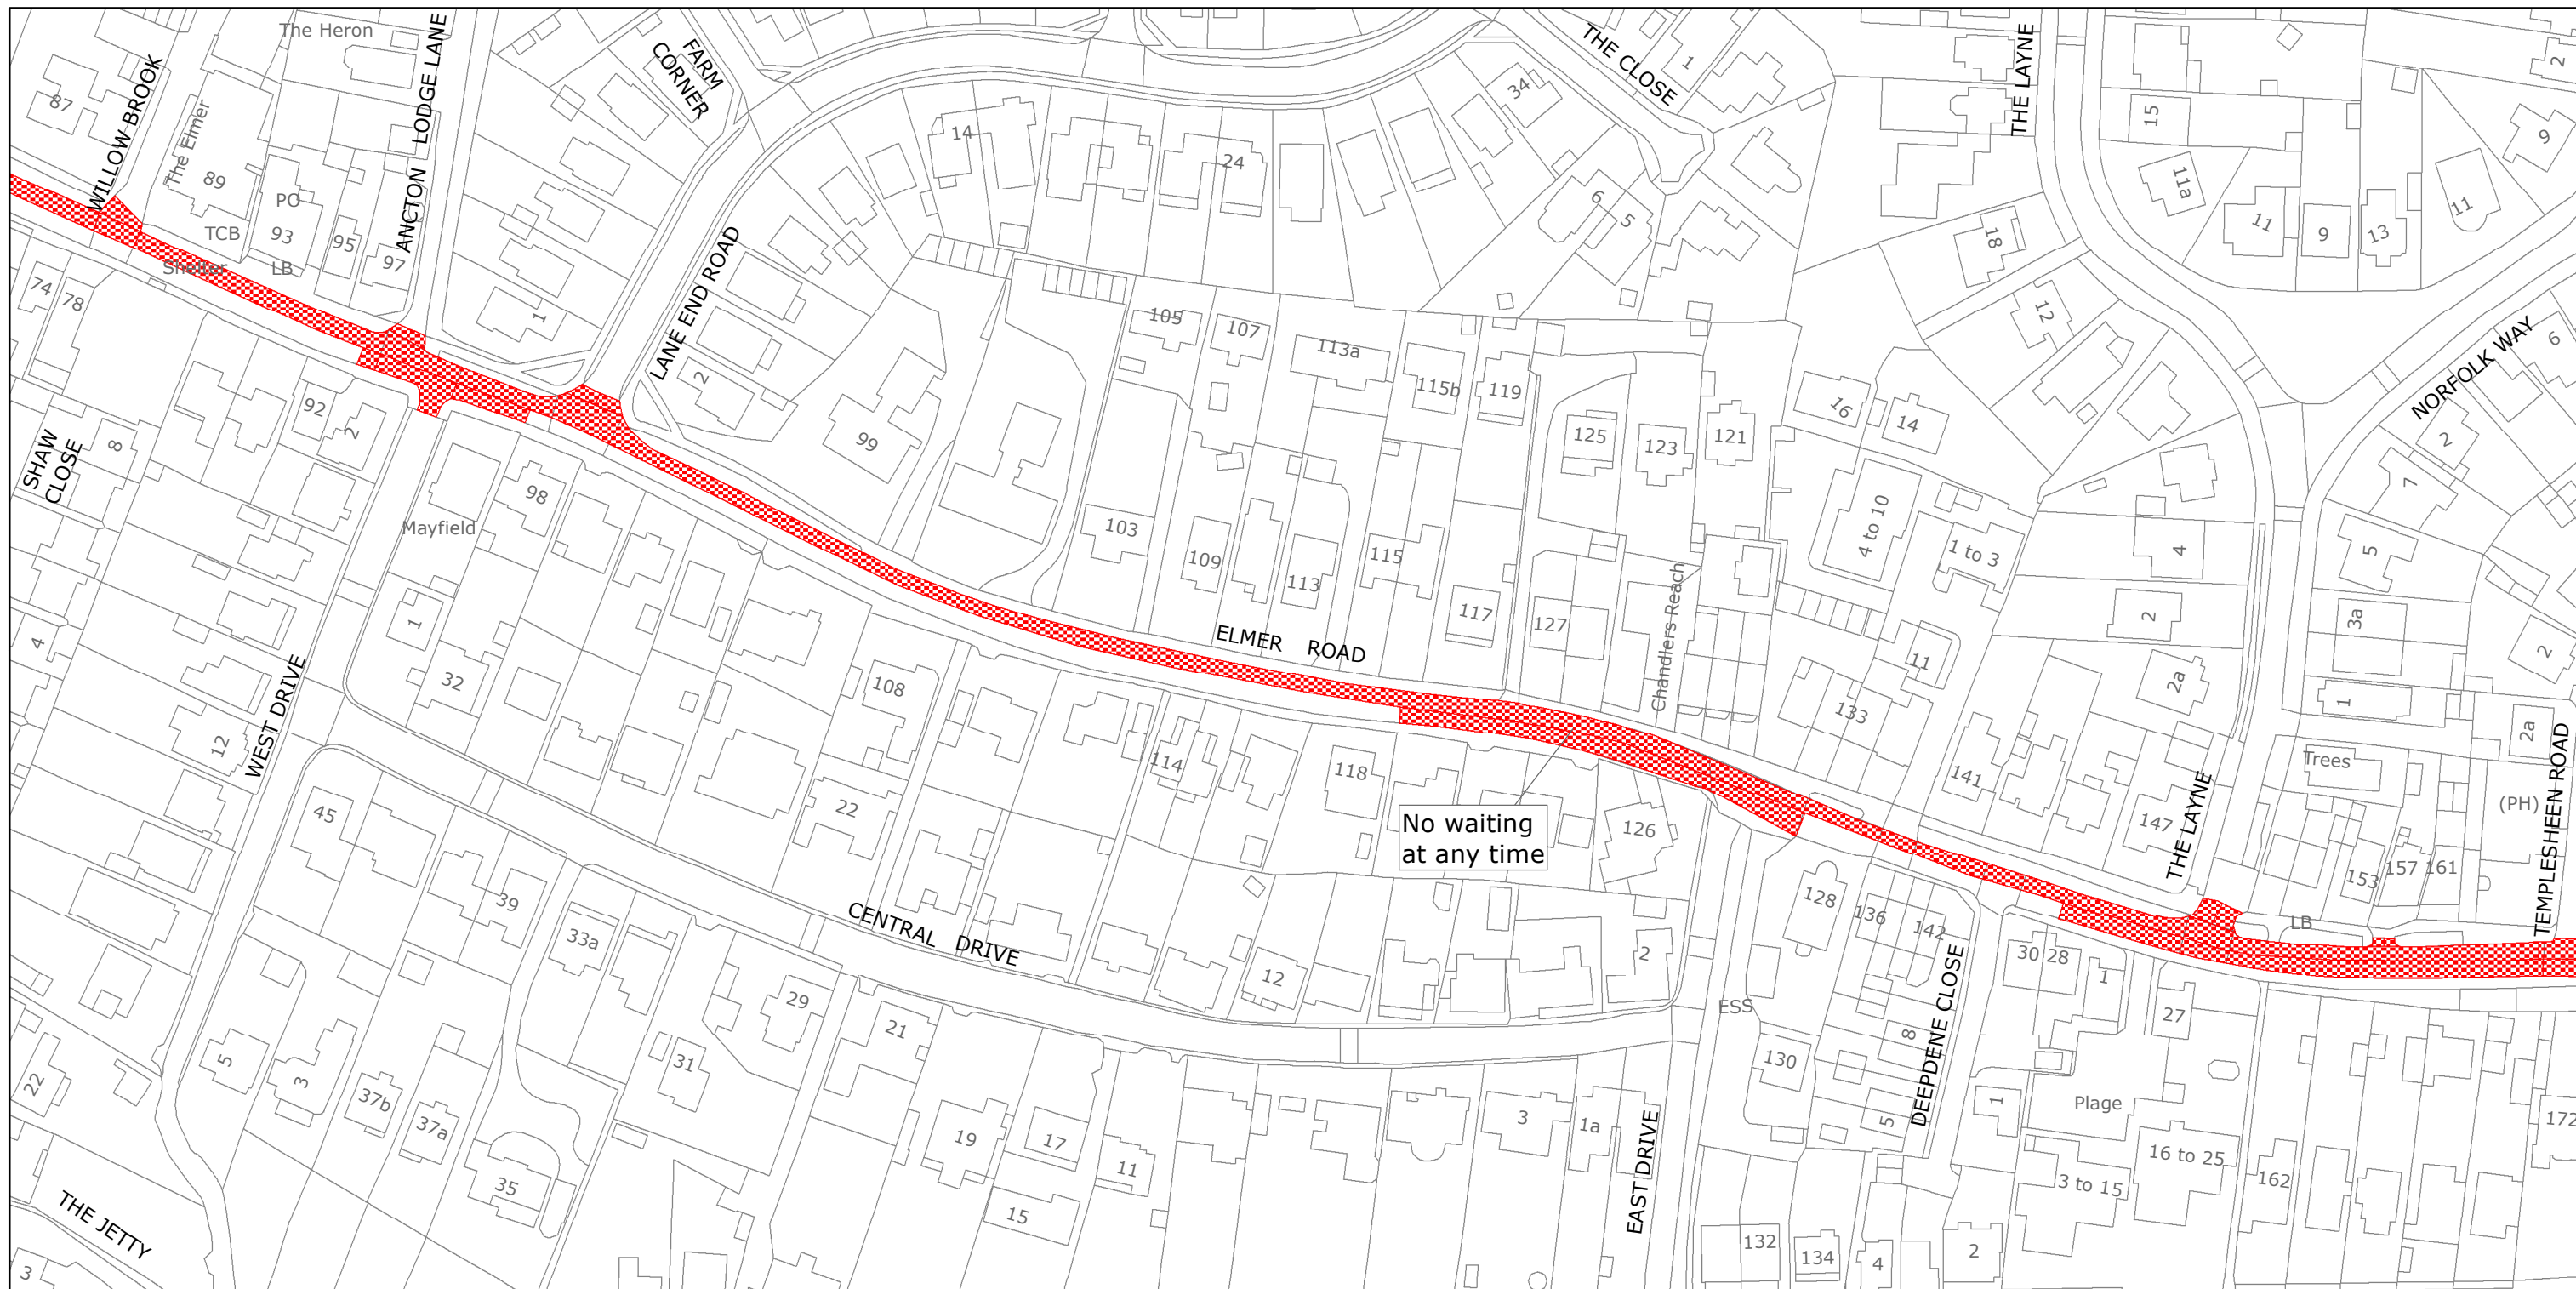 The Heron
WILLOW BROOK
ANCTON LODGE LANE
FARM
CORNER
THE CLOSE
THE LAYNE
87
The Elmer
89
PO
TCB
93
95
97
Shelter
LB
74
78
1
14
24
34
1
6
5
15
11a
11
9
13
11
9
2
18
12
LANE END ROAD
2
99
105
107
113a
115b
119
125
123
121
16
14
NORFOLK WAY
6
2
7
SHAW
CLOSE
8
92
2
98
Mayfield
103
109
113
115
117
127
Chandlers Reach
4 to 10
1 to 3
4
5
2
3a
2
4
1
32
WEST DRIVE
12
108
ELMER ROAD
133
11
2a
1
2a
141
147
THE LAYNE
Trees
(PH)
TEMPLESHEEN ROAD
45
22
114
118
No waiting
at any time
126
128
136
142
153
157
161
LB
39
33a
CENTRAL DRIVE
29
21
12
2
ESS
30
28
1
27
DEEPDENE CLOSE
5
3
37b
37a
35
31
19
17
15
11
3
1a
EAST DRIVE
130
8
5
1
Plage
3 to 15
16 to 25
162
172
22
THE JETTY
3
132
134
4
2